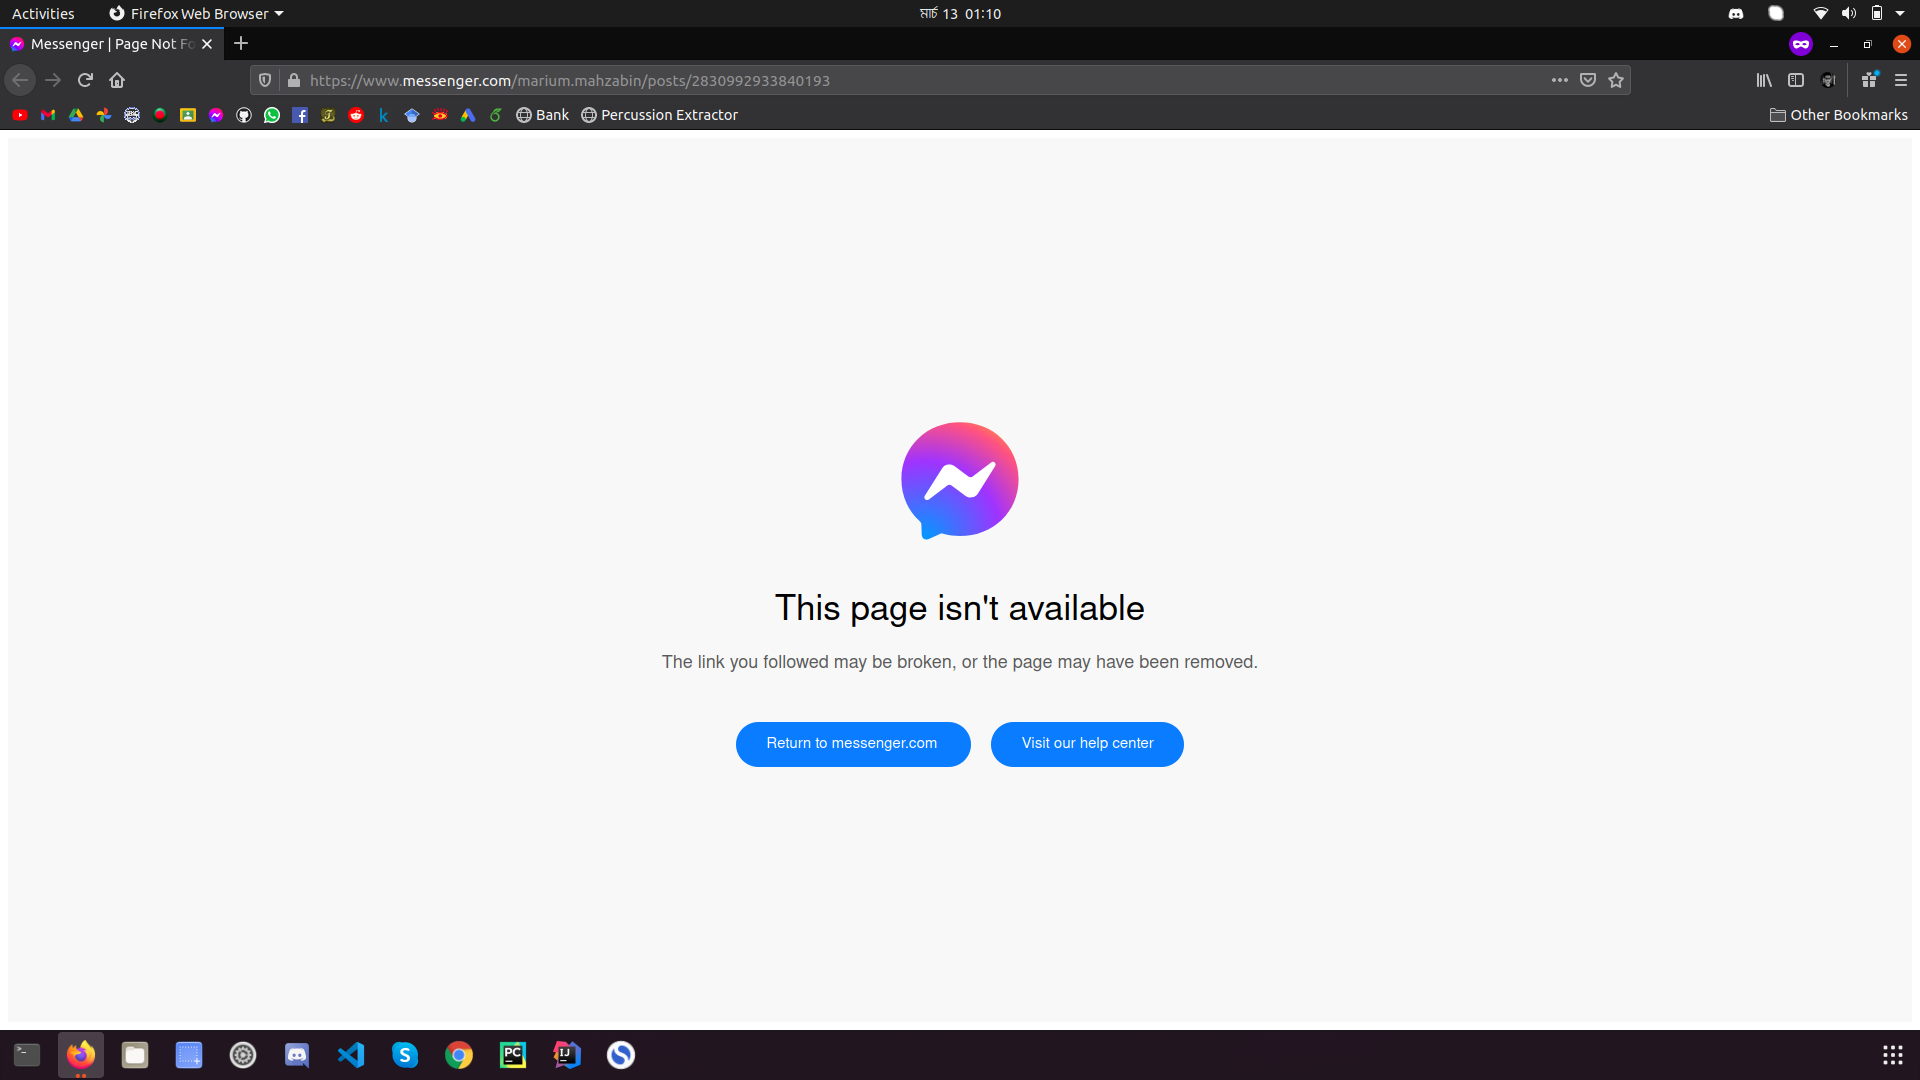 Activities
Firefox Web Browser
মার্চ 13 01:10
Messenger | Page Not Fo
https://www.messenger.com/marium.mahzabin/posts/2830992933840193
Bank
Percussion Extractor
Other Bookmarks
This page isn't available
The link you followed may be broken, or the page may have been removed.
Return to messenger.com
Visit our help center